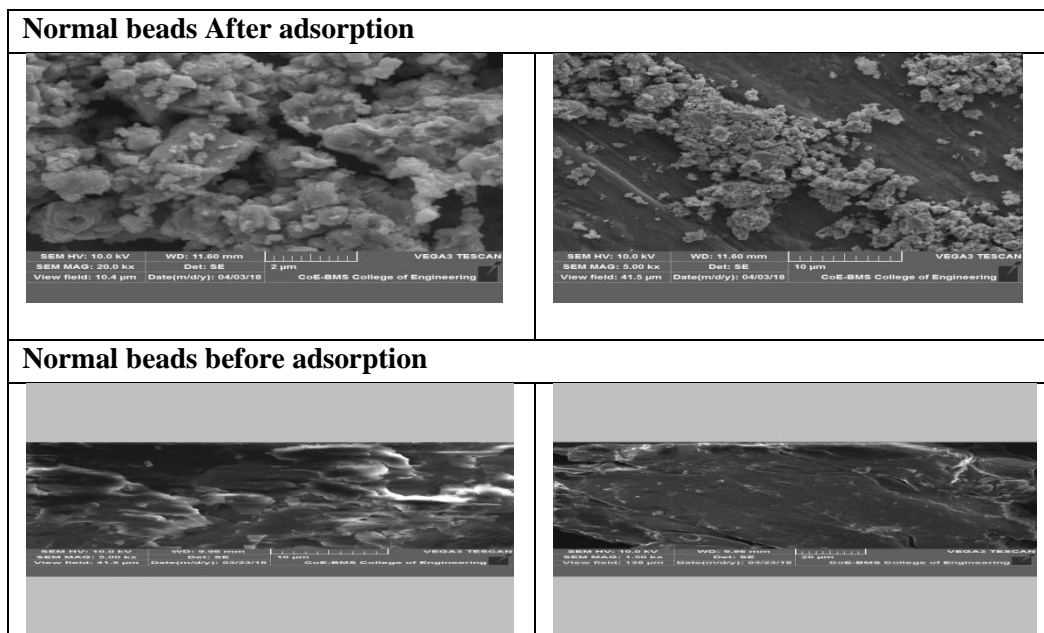 Normal beads After adsorption
SEM HV: 10.0 kV WD: 11.60 mm VEGA3 TESCAN
SEM MAG: 20.0 kx Det: SE 2 µm
View field: 10.4 µm Date(m/d/y): 04/03/18 CoE-BMS College of Engineering
SEM HV: 10.0 kV WD: 11.60 mm VEGA3 TESCAN
SEM MAG: 5.00 kx Det: SE 10 µm
View field: 41.5 µm Date(m/d/y): 04/03/18 CoE-BMS College of Engineering
Normal beads before adsorption
SEM HV: 10.0 kV WD: 9.96 mm VEGA3 TESCAN
SEM MAG: 5.00 kx Det: SE 10 µm
View field: 41.5 µm Date(m/d/y): 03/23/18 CoE-BMS College of Engineering
SEM HV: 10.0 kV WD: 9.96 mm VEGA3 TESCAN
SEM MAG: 1.50 kx Det: SE 20 µm
View field: 138 µm Date(m/d/y): 03/23/18 CoE-BMS College of Engineering